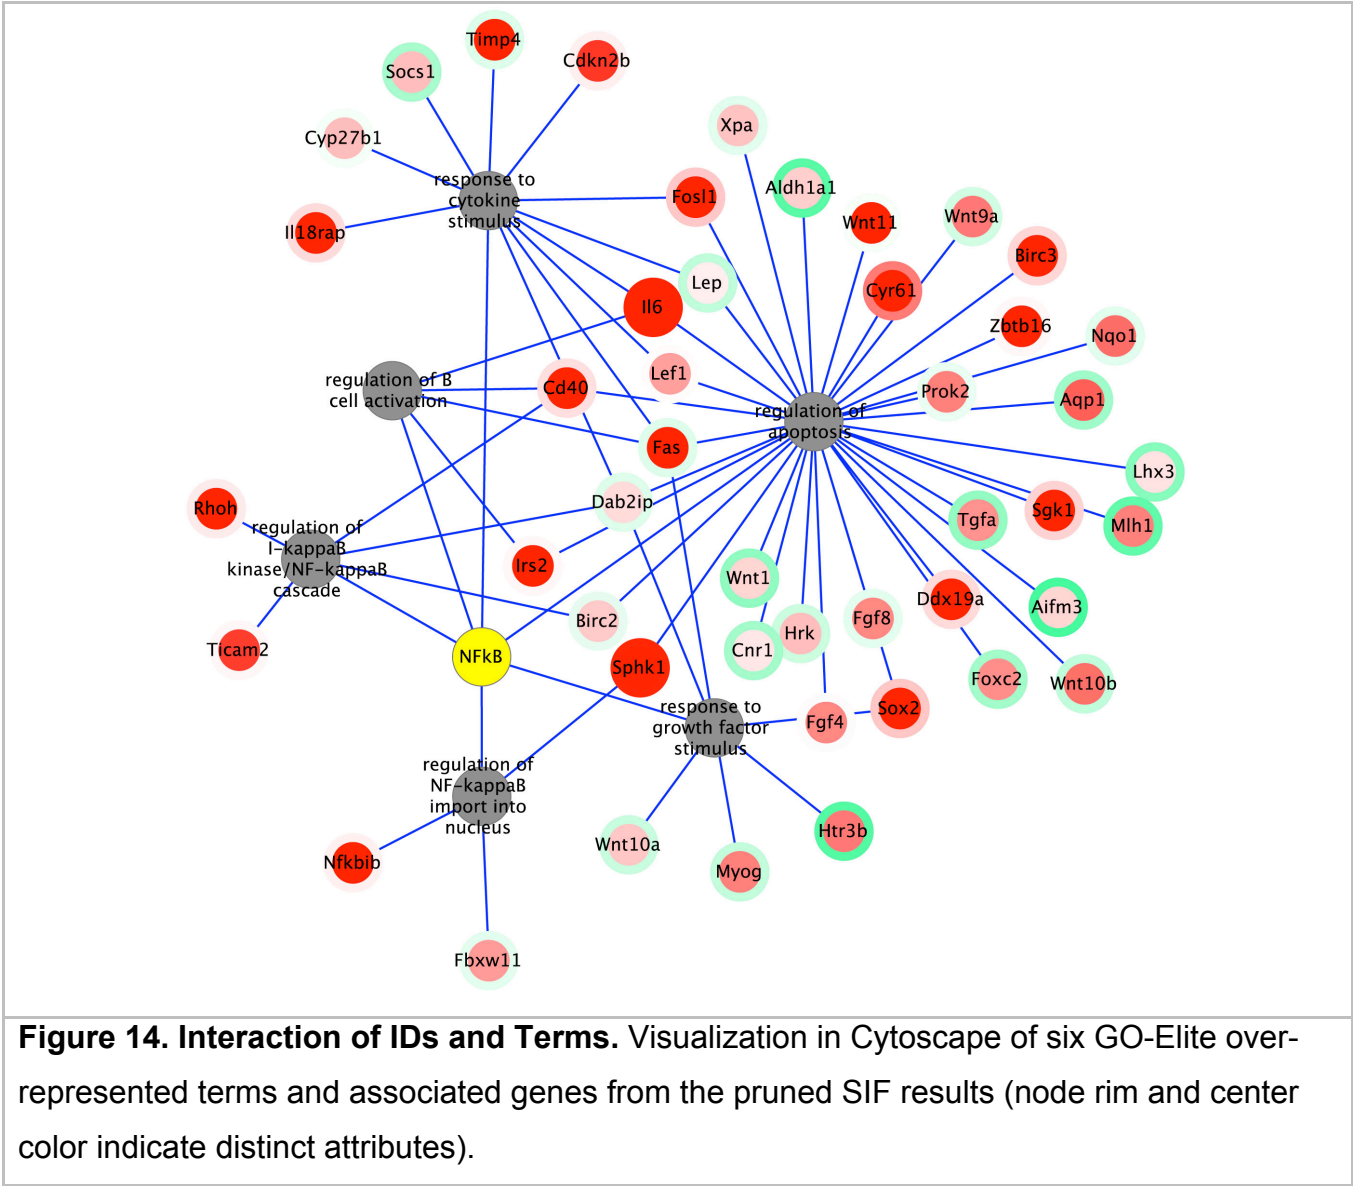 Timp4
Cdkn2b
Socs1
Xpa
Cyp27b1
response to
cytokine
stimulus
Aldh1a1
Fosl1
Wnt11
Wnt9a
Il18rap
Birc3
Lep
Cyr61
Il6
Zbtb16
Nqo1
Lef1
regulation of B
cell activation
Cd40
Prok2
Aqp1
regulation of
apoptosis
Fas
Lhx3
Dab2ip
Rhoh
Sgk1
Tgfa
Mlh1
regulation of
I-kappaB
kinase/NF-kappaB
cascade
Irs2
Wnt1
Ddx19a
Aifm3
Birc2
Fgf8
Hrk
Ticam2
NFkB
Cnr1
Sphk1
Foxc2
Wnt10b
response to
growth factor
stimulus
Fgf4
Sox2
regulation of
NF-kappaB
import into
nucleus
Htr3b
Wnt10a
Nfkbib
Myog
Fbxw11
Figure 14. Interaction of IDs and Terms. Visualization in Cytoscape of six GO-Elite over-
represented terms and associated genes from the pruned SIF results (node rim and center
color indicate distinct attributes).